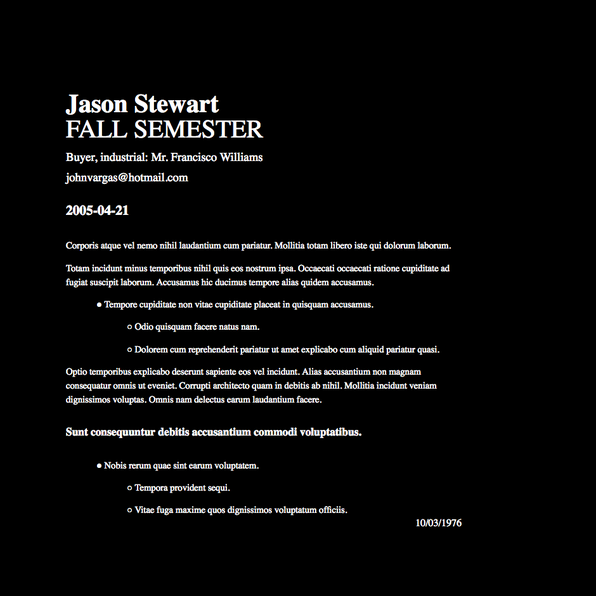 Jason Stewart
FALL SEMESTER
Buyer, industrial: Mr. Francisco Williams
johnvargas@hotmail.com
2005-04-21
Corporis atque vel nemo nihil laudantium cum pariatur. Mollitia totam libero iste qui dolorum laborum.
Totam incidunt minus temporibus nihil quis eos nostrum ipsa. Occaecati occaecati ratione cupiditate ad
fugiat suscipit laborum. Accusamus hic ducimus tempore alias quidem accusamus.
• Tempore cupiditate non vitae cupiditate placeat in quisquam accusamus.
○ Odio quisquam facere natus nam.
○ Dolorem cum reprehenderit pariatur ut amet explicabo cum aliquid pariatur quasi.
Optio temporibus explicabo deserunt sapiente eos vel incidunt. Alias accusantium non magnam
consequatur omnis ut eveniet. Corrupti architecto quam in debitis ab nihil. Mollitia incidunt veniam
dignissimos voluptas. Omnis nam delectus earum laudantium facere.
Sunt consequuntur debitis accusantium commodi voluptatibus.
• Nobis rerum quae sint earum voluptatem.
○ Tempora provident sequi.
○ Vitae fuga maxime quos dignissimos voluptatum officiis.
10/03/1976